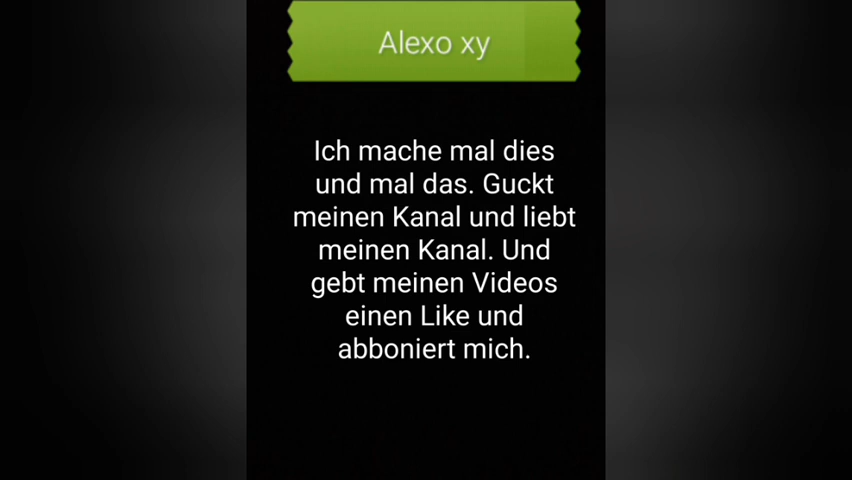 Alexo xy
Ich mache mal dies
und mal das. Guckt
meinen Kanal und liebt
meinen Kanal. Und
gebt meinen Videos
einen Like und
abboniert mich.